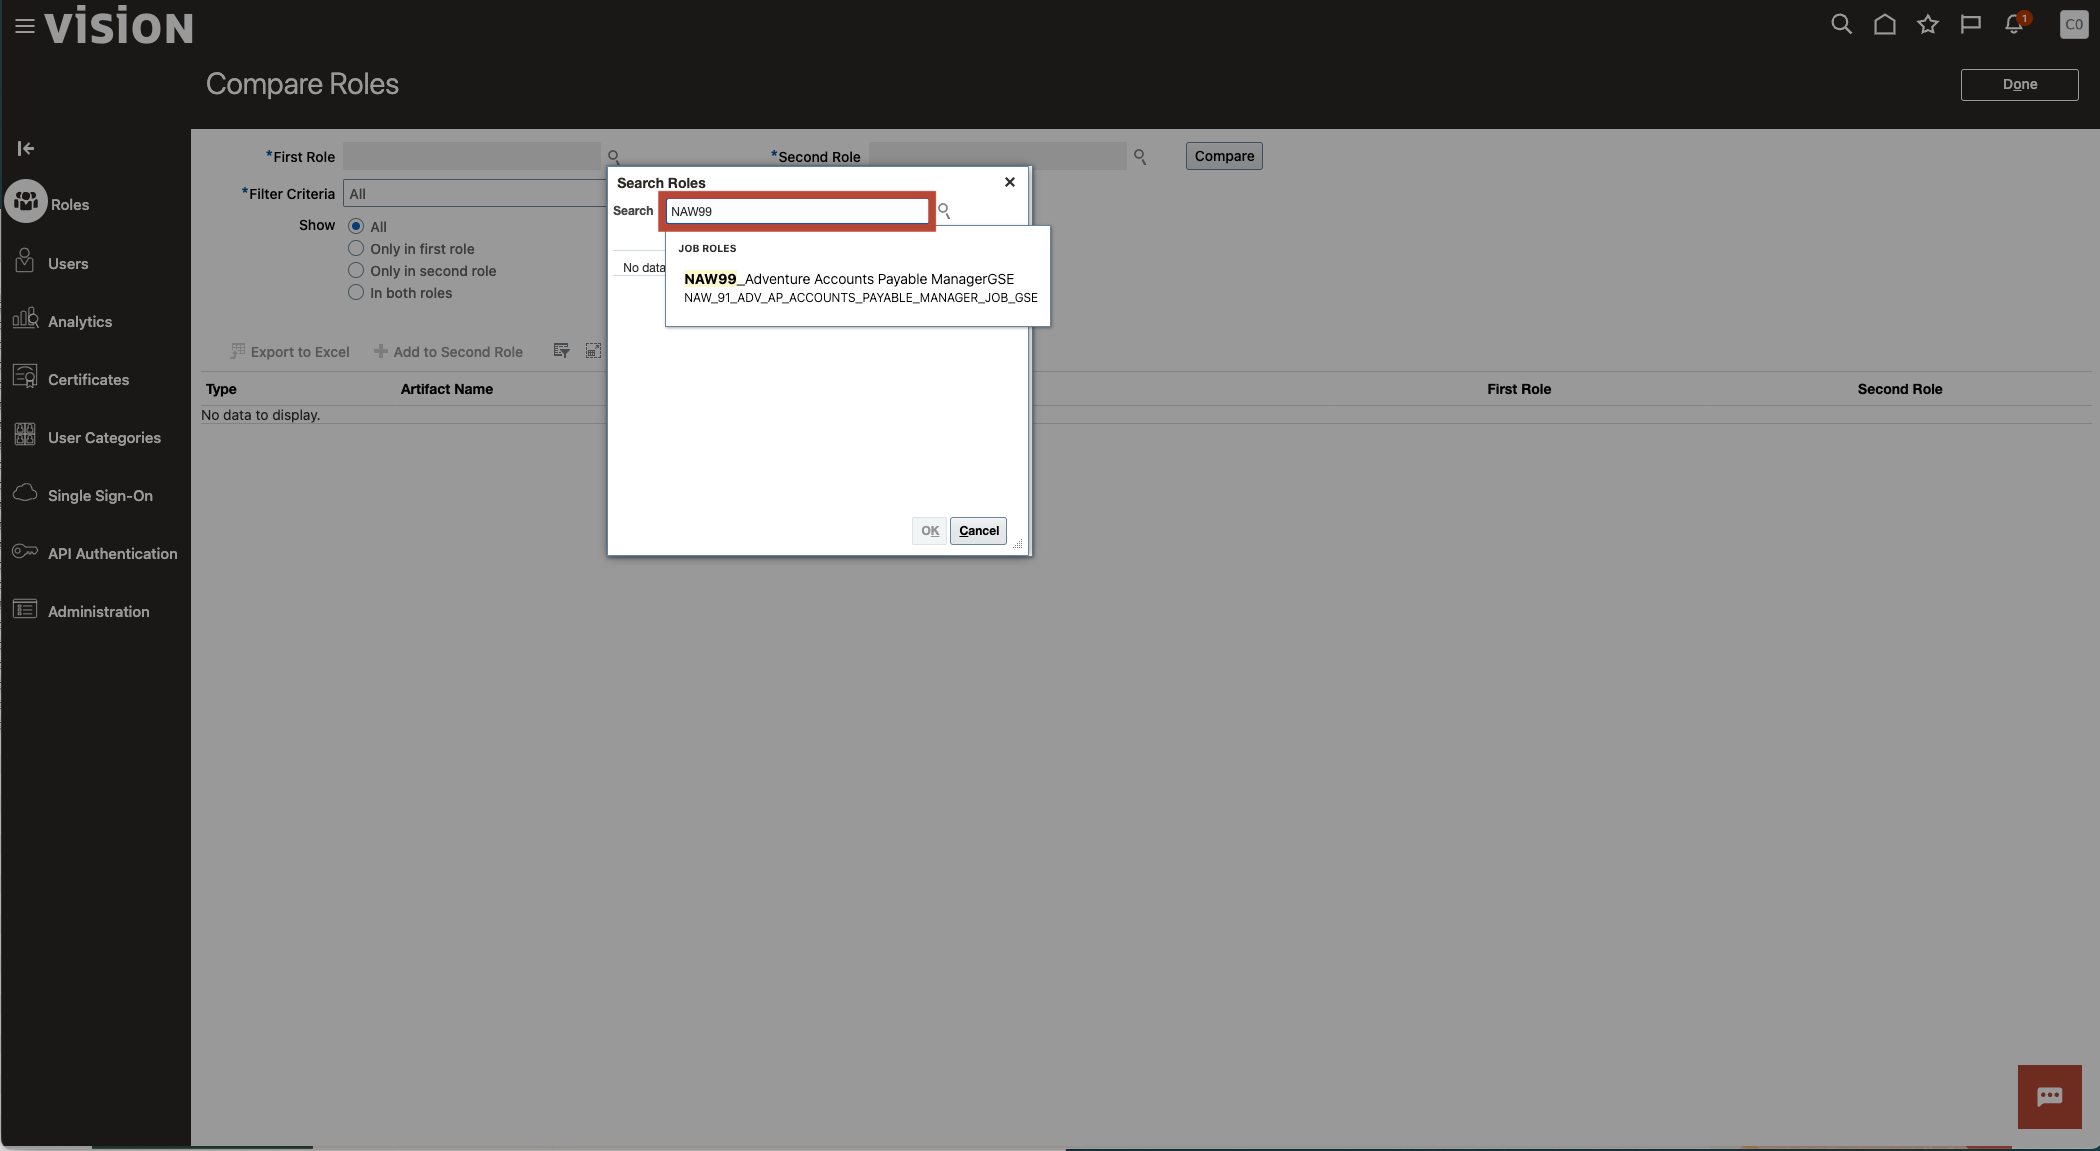 vision
1
CO
Compare Roles
Done
*First Role
*Second Role
Compare
*Filter Criteria All
Show
All
Only in first role
Only in second role
In both roles
Search Roles
Search NAW99
No data
JOB ROLES
NAW99_Adventure Accounts Payable ManagerGSE
NAW_91_ADV_AP_ACCOUNTS_PAYABLE_MANAGER_JOB_GSE
OK
Cancel
Export to Excel
Add to Second Role
Type
Artifact Name
First Role
Second Role
No data to display.
Roles
Users
Analytics
Certificates
User Categories
Single Sign-On
API Authentication
Administration